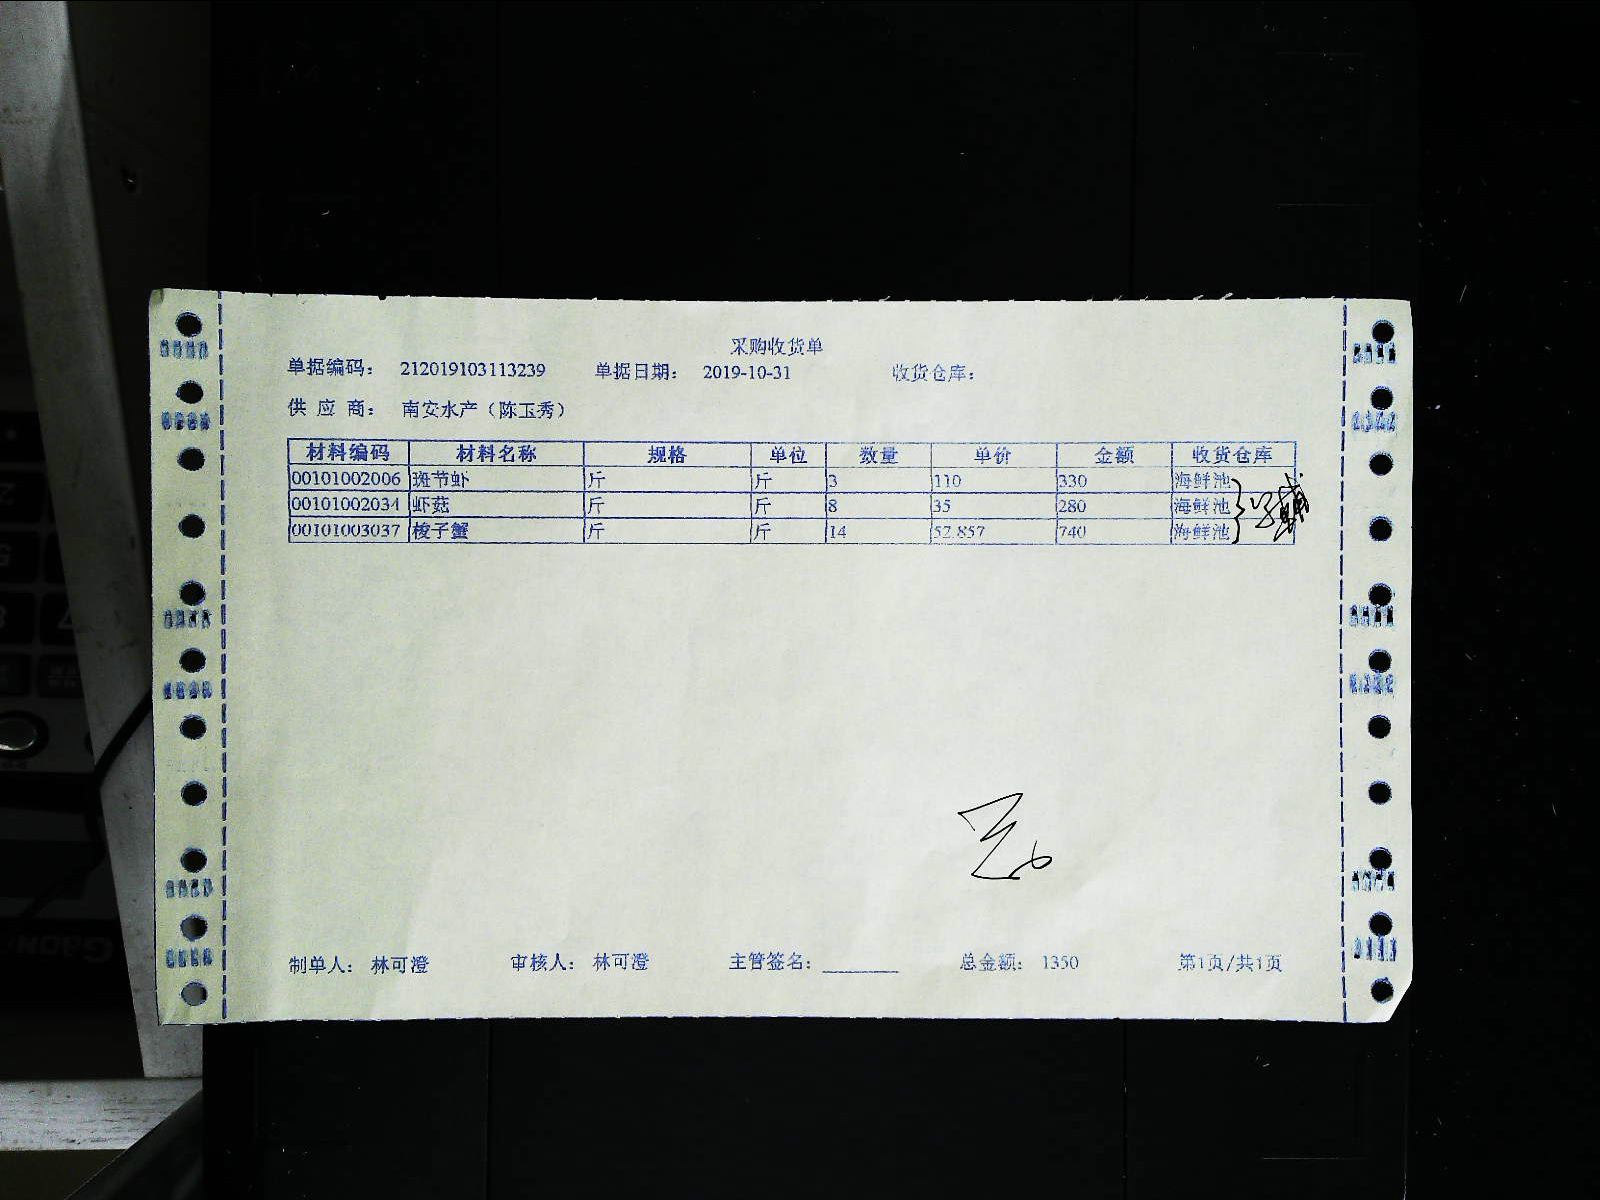 采购收货单
单据编码： 212019103113239 单据日期： 2019-10-31 收货仓库：
供 应 商： 南安水产（陈玉秀）
材料编码 材料名称 规格 单位 数量 单价 金额 收货仓库
00101002006 斑节虾 斤 斤 3 110 330 海鲜池
00101002034 虾菇 斤 斤 8 35 280 海鲜池
00101003037 梭子蟹 斤 斤 14 52.857 740 海鲜池
制单人： 林可澄 审核人： 林可澄 主管签名：________ 总金额： 1350 第1页/共1页